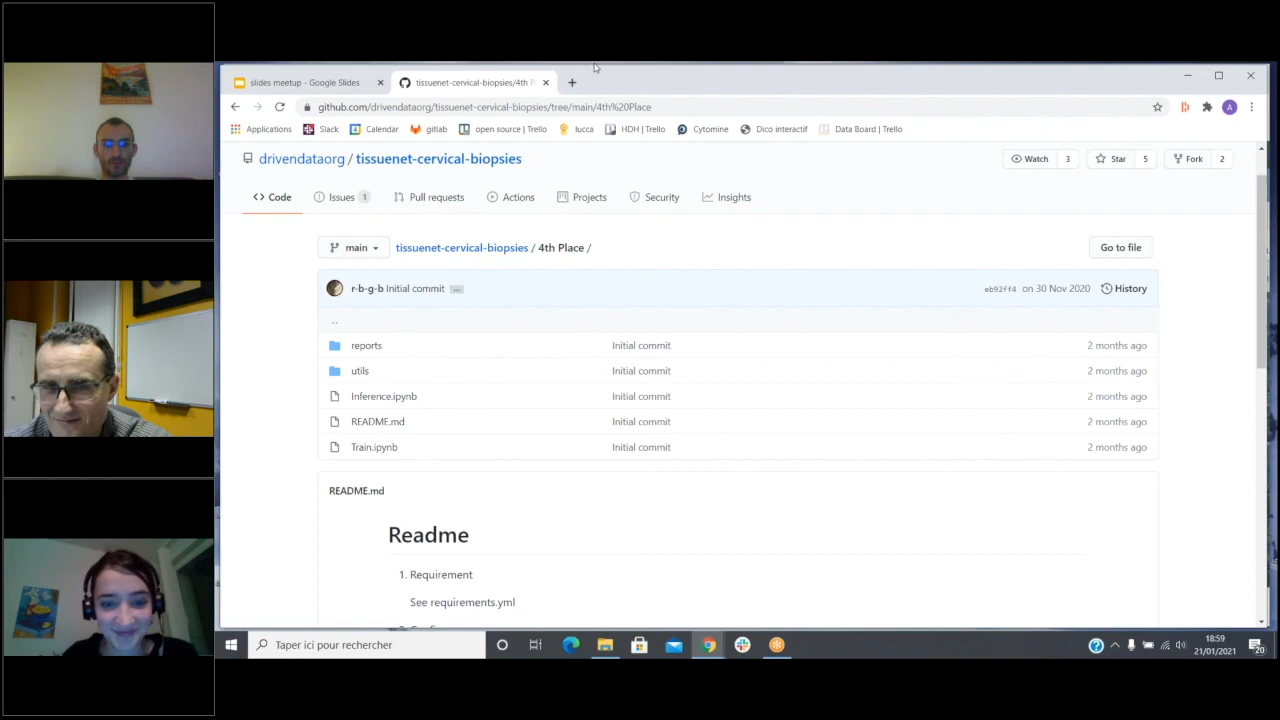 slides meetup - Google Slides
tissuenet-cervical-biopsies/4th P
github.com/drivendataorg/tissuenet-cervical-biopsies/tree/main/4th%20Place
A
Applications Slack Calendar gitlab open source | Trello lucca HDH | Trello Cytomine Dico interactif Data Board | Trello
drivendataorg / tissuenet-cervical-biopsies
Watch 3 Star 5 Fork 2
<> Code Issues 1 Pull requests Actions Projects Security Insights
main tissuenet-cervical-biopsies / 4th Place / Go to file
r-b-g-b Initial commit ... eb92ff4 on 30 Nov 2020 History
..
reports Initial commit 2 months ago
utils Initial commit 2 months ago
Inference.ipynb Initial commit 2 months ago
README.md Initial commit 2 months ago
Train.ipynb Initial commit 2 months ago
README.md
Readme
1. Requirement
See requirements.yml
Taper ici pour rechercher
18:59
21/01/2021
20